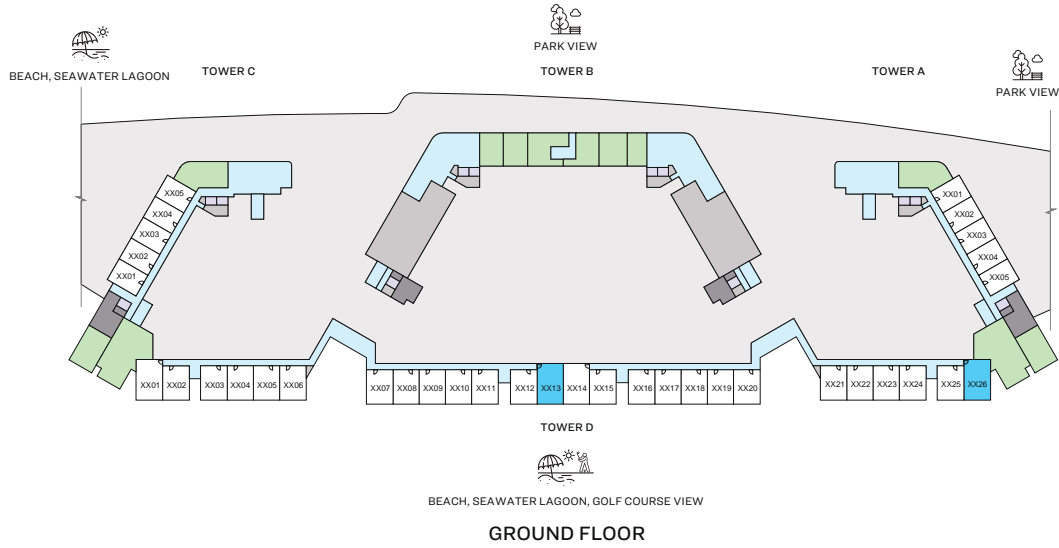 PARK VIEW
BEACH, SEAWATER LAGOON
TOWER C
TOWER B
TOWER A
PARK VIEW
XX05
XX04
XX03
XX02
XX01
XX01
XX02
XX03
XX04
XX05
XX01 XX02 XX03 XX04 XX05 XX06
XX07 XX08 XX09 XX10 XX11 XX12 XX13 XX14 XX15 XX16 XX17 XX18 XX19 XX20
XX21 XX22 XX23 XX24 XX25 XX26
TOWER D
BEACH, SEAWATER LAGOON, GOLF COURSE VIEW
GROUND FLOOR